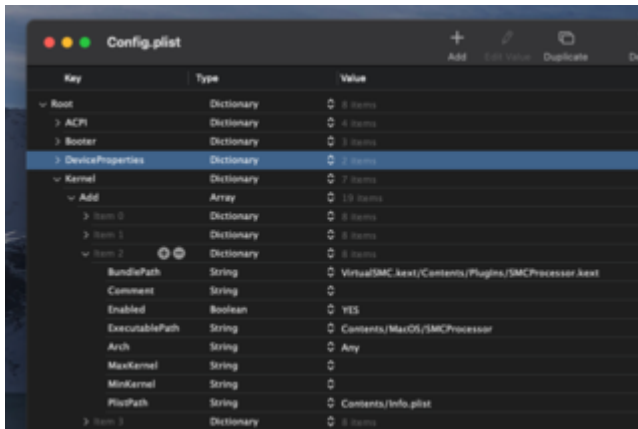 Config.plist
Add Edit Value Duplicate
Key Type Value
Root Dictionary 8 items
ACPI Dictionary 4 items
Booter Dictionary 3 items
DeviceProperties Dictionary 2 items
Kernel Dictionary 7 items
Add Array 19 items
Item 0 Dictionary 8 items
Item 1 Dictionary 8 items
Item 2 Dictionary 8 items
BundlePath String VirtualSMC.kext/Contents/PlugIns/SMCProcessor.kext
Comment String
Enabled Boolean YES
ExecutablePath String Contents/MacOS/SMCProcessor
Arch String Any
MaxKernel String
MinKernel String
PlistPath String Contents/Info.plist
Item 3 Dictionary 8 items